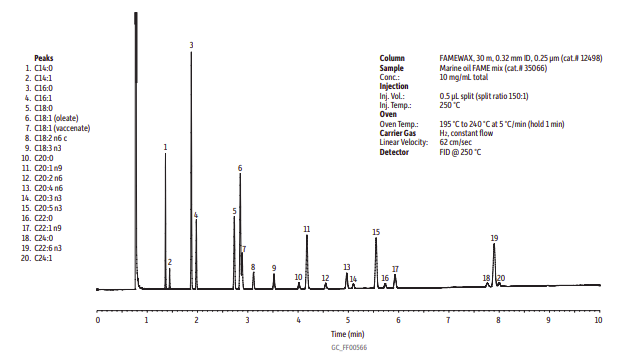 Peaks
1. C14:0
2. C14:1
3. C16:0
4. C16:1
5. C18:0
6. C18:1 (oleate)
7. C18:1 (vaccenate)
8. C18:2 n6 c
9. C18:3 n3
10. C20:0
11. C20:1 n9
12. C20:2 n6
13. C20:4 n6
14. C20:3 n3
15. C20:5 n3
16. C22:0
17. C22:1 n9
18. C24:0
19. C22:6 n3
20. C24:1
Column FAMEWAX, 30 m, 0.32 mm ID, 0.25 µm (cat.# 12498)
Sample Marine oil FAME mix (cat.# 35066)
Conc.: 10 mg/mL total
Injection
Inj. Vol.: 0.5 µL split (split ratio 150:1)
Inj. Temp.: 250 °C
Oven
Oven Temp.: 195 °C to 240 °C at 5 °C/min (hold 1 min)
Carrier Gas H₂, constant flow
Linear Velocity: 62 cm/sec
Detector FID @ 250 °C
1 2 3 4 5 6 7 8 9 10 11 12 13 14 15 16 17 18 19 20
0 1 2 3 4 5 6 7 8 9 10
Time (min)
GC_FF00566